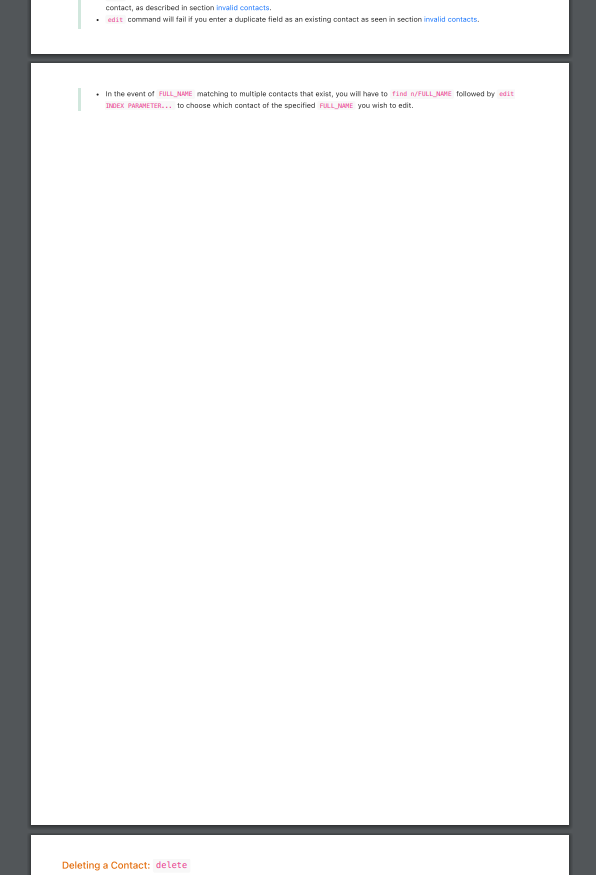 contact, as described in section invalid contacts.
• edit command will fail if you enter a duplicate field as an existing contact as seen in section invalid contacts.
• In the event of FULL_NAME matching to multiple contacts that exist, you will have to find n/FULL_NAME followed by edit
INDEX PARAMETER... to choose which contact of the specified FULL_NAME you wish to edit.
Deleting a Contact: delete